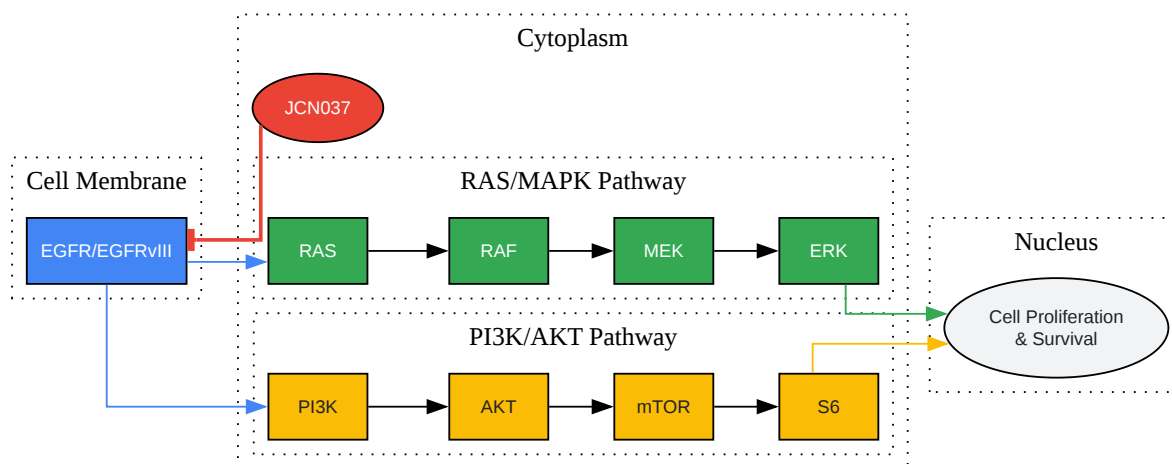 Cytoplasm
JCN037
Cell Membrane
EGFR/EGFRvIII
RAS/MAPK Pathway
RAS
RAF
MEK
ERK
Nucleus
Cell Proliferation
& Survival
PI3K/AKT Pathway
PI3K
AKT
mTOR
S6